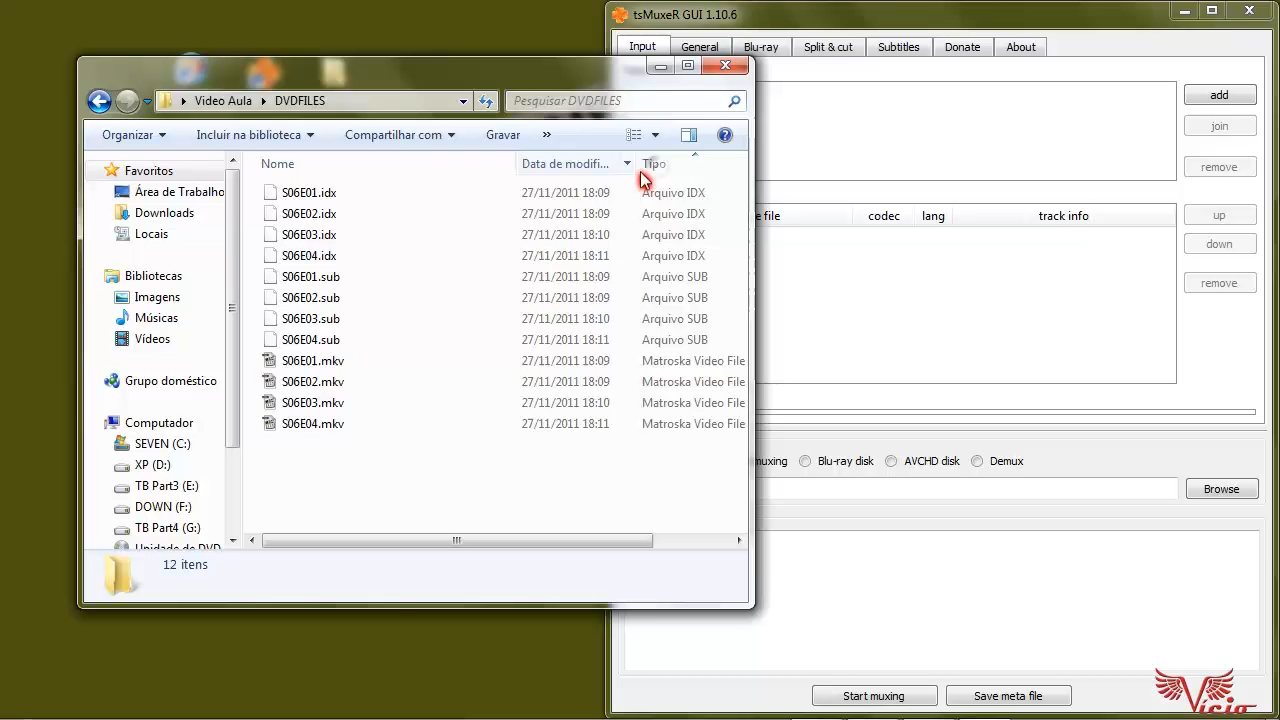 tsMuxeR GUI 1.10.6
Input General Blu-ray Split & cut Subtitles Donate About
Video Aula DVDFILES
Pesquisar DVDFILES
add
Organizar Incluir na biblioteca Compartilhar com Gravar »
join
Favoritos Nome Data de modifi... Tipo
remove
Área de Trabalho
Downloads
Locais
Bibliotecas
Imagens
Músicas
Vídeos
Grupo doméstico
Computador
SEVEN (C:)
XP (D:)
TB Part3 (E:)
DOWN (F:)
TB Part4 (G:)
Unidade de DVD
S06E01.idx 27/11/2011 18:09 Arquivo IDX
S06E02.idx 27/11/2011 18:09 Arquivo IDX
S06E03.idx 27/11/2011 18:10 Arquivo IDX
S06E04.idx 27/11/2011 18:11 Arquivo IDX
S06E01.sub 27/11/2011 18:09 Arquivo SUB
S06E02.sub 27/11/2011 18:09 Arquivo SUB
S06E03.sub 27/11/2011 18:10 Arquivo SUB
S06E04.sub 27/11/2011 18:11 Arquivo SUB
S06E01.mkv 27/11/2011 18:09 Matroska Video File
S06E02.mkv 27/11/2011 18:09 Matroska Video File
S06E03.mkv 27/11/2011 18:10 Matroska Video File
S06E04.mkv 27/11/2011 18:11 Matroska Video File
12 itens
file codec lang track info
up
down
remove
muxing Blu-ray disk AVCHD disk Demux
Browse
Start muxing Save meta file
Vício